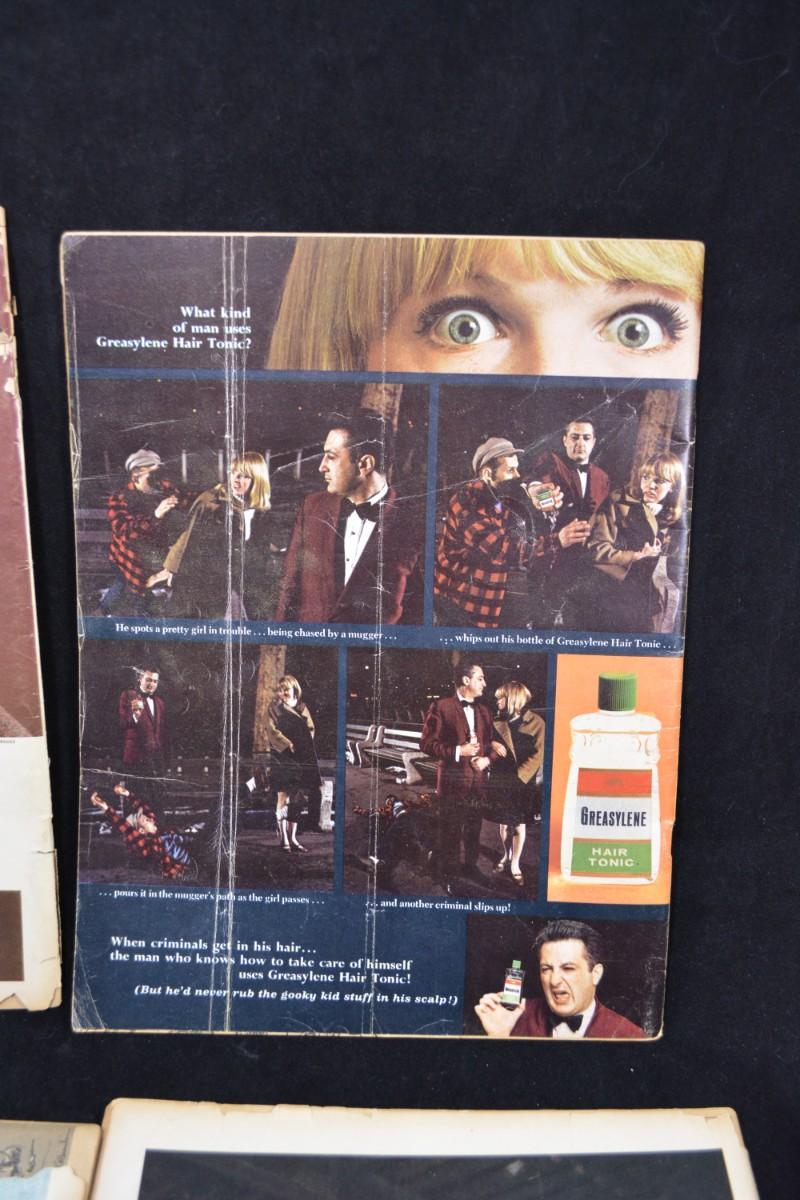 What kind
of man uses
Greasylene Hair Tonic?
He spots a pretty girl in trouble . . . being chased by a mugger . . .
. . . whips out his bottle of Greasylene Hair Tonic . . .
. . . pours it in the mugger's path as the girl passes . . .
. . . and another criminal slips up!
GREASYLENE
HAIR
TONIC
When criminals get in his hair...
the man who knows how to take care of himself
uses Greasylene Hair Tonic!
(But he'd never rub the gooky kid stuff in his scalp!)